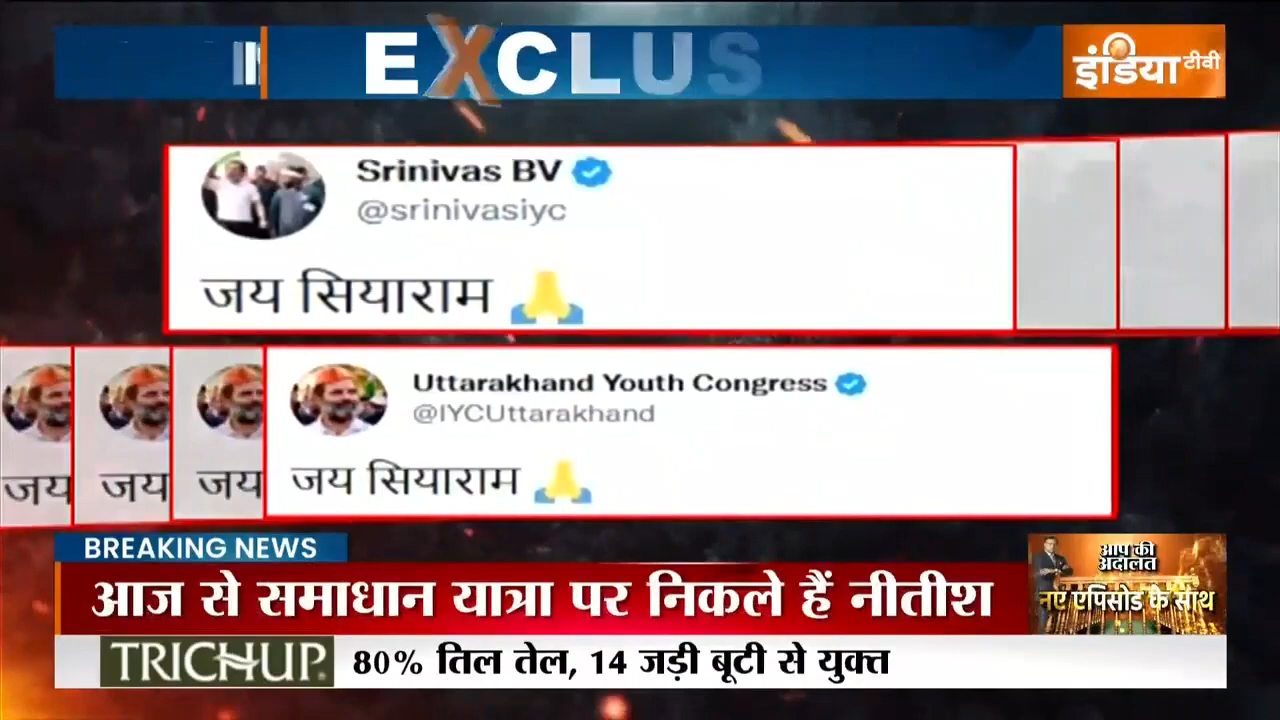 EXCLUS
इंडिया टीवी
Srinivas BV
@srinivasiyc
जय सियाराम 🙏
Uttarakhand Youth Congress
@IYCUttarakhand
जय
जय
जय
जय सियाराम 🙏
BREAKING NEWS
आज से समाधान यात्रा पर निकले हैं नीतीश
आप की
अदालत
नए एपिसोड के साथ
TRICHUP
80% तिल तेल, 14 जड़ी बूटी से युक्त